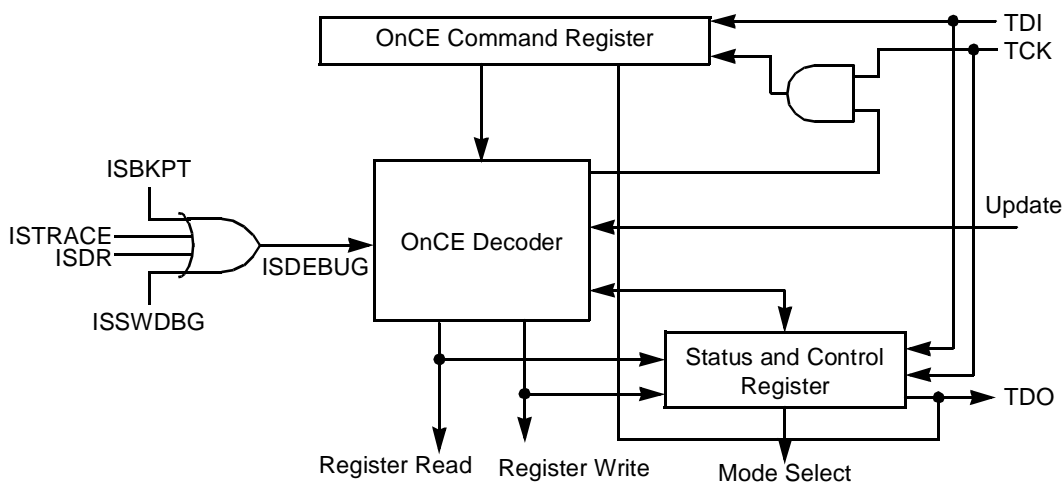 TDI
OnCE Command Register
TCK
ISBKPT
Update
ISTRACE
OnCE Decoder
ISDR
ISDEBUG
ISSWDBG
Status and Control
Register
TDO
Register Read
Register Write
Mode Select